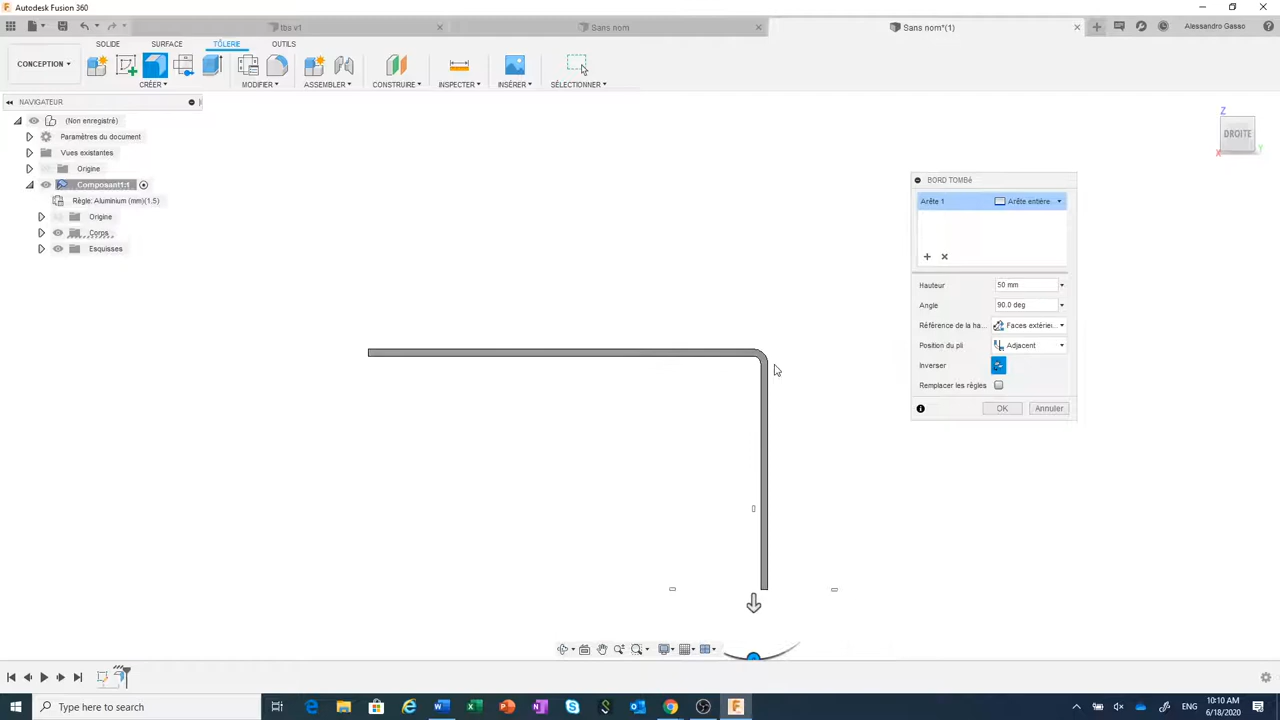 Autodesk Fusion 360
tba v1
Sans nom
Sans nom*(1)
Alessandro Gasso
SOLIDE
SURFACE
TÔLERIE
OUTILS
CONCEPTION
CRÉER
MODIFIER
ASSEMBLER
CONSTRUIRE
INSPECTER
INSÉRER
SÉLECTIONNER
NAVIGATEUR
(Non enregistré)
Paramètres du document
Vues existantes
Origine
Composant1:1
Règle: Aluminium (mm)(1.5)
Origine
Corps
Esquisses
Z
DROITE
X
Y
BORD TOMBé
Arête 1 Arête entière
Hauteur 50 mm
Angle 90.0 deg
Référence de la ha... Faces extérieu...
Position du pli Adjacent
Inverser
Remplacer les règles
OK Annuler
Type here to search
ENG
10:10 AM
6/18/2020